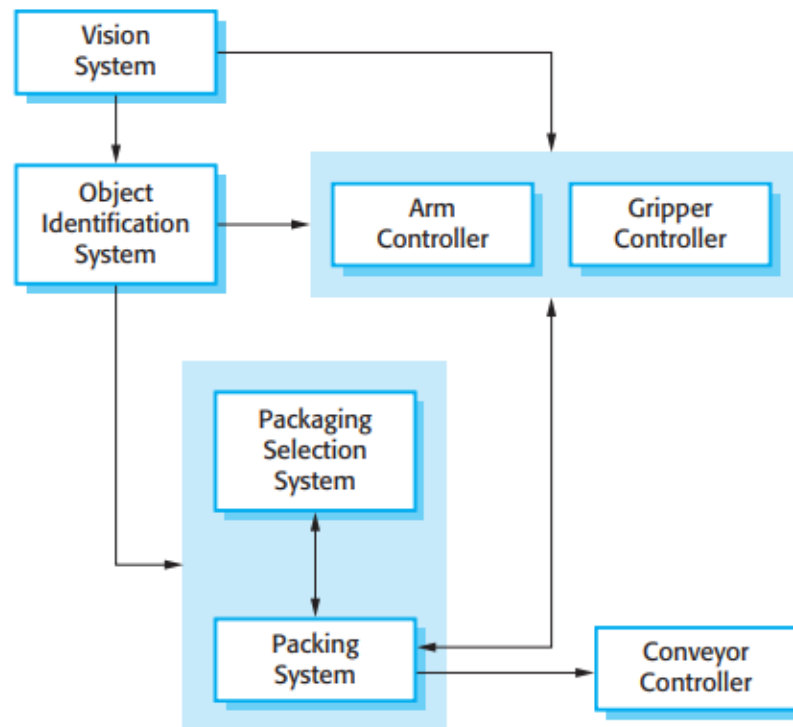 Vision
System
Object
Identification
System
Arm
Controller
Gripper
Controller
Packaging
Selection
System
Packing
System
Conveyor
Controller